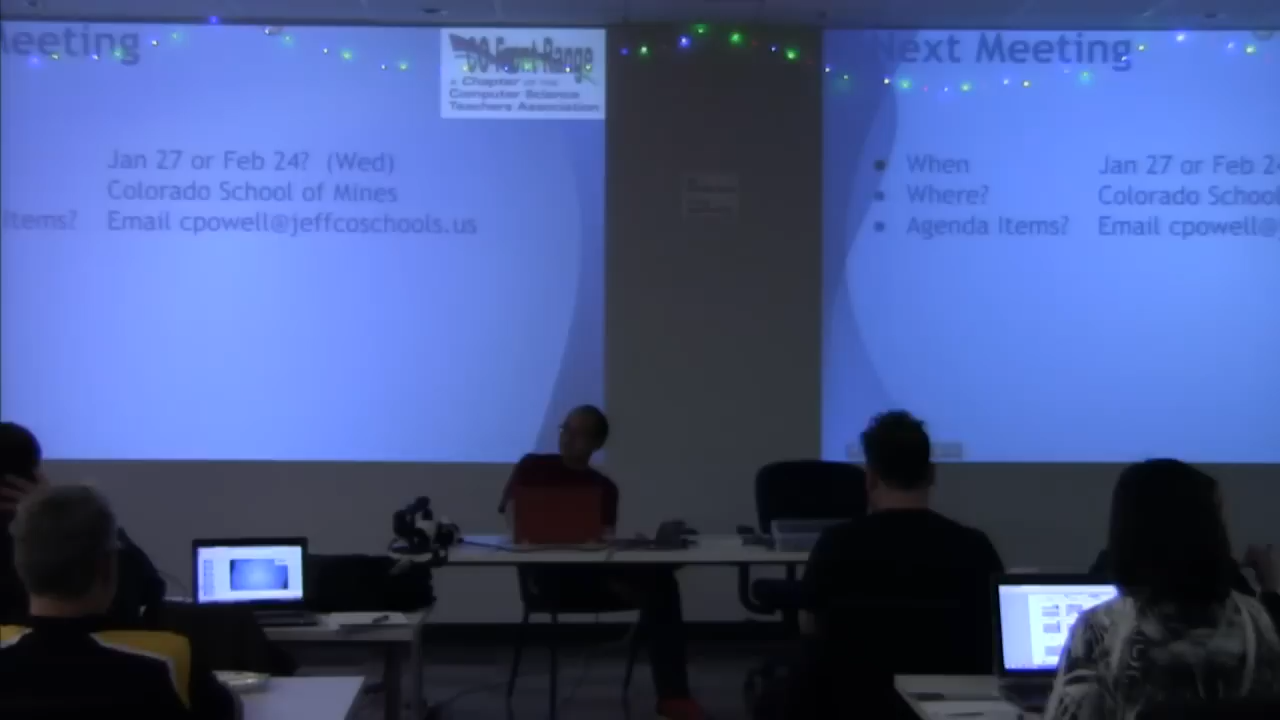 Meeting
CO Front Range
a Chapter of the
Computer Science
Teachers Association
Jan 27 or Feb 24? (Wed)
Colorado School of Mines
Items? Email cpowell@jeffcoschools.us
Next Meeting
• When Jan 27 or Feb 2
• Where? Colorado School
• Agenda Items? Email cpowell@